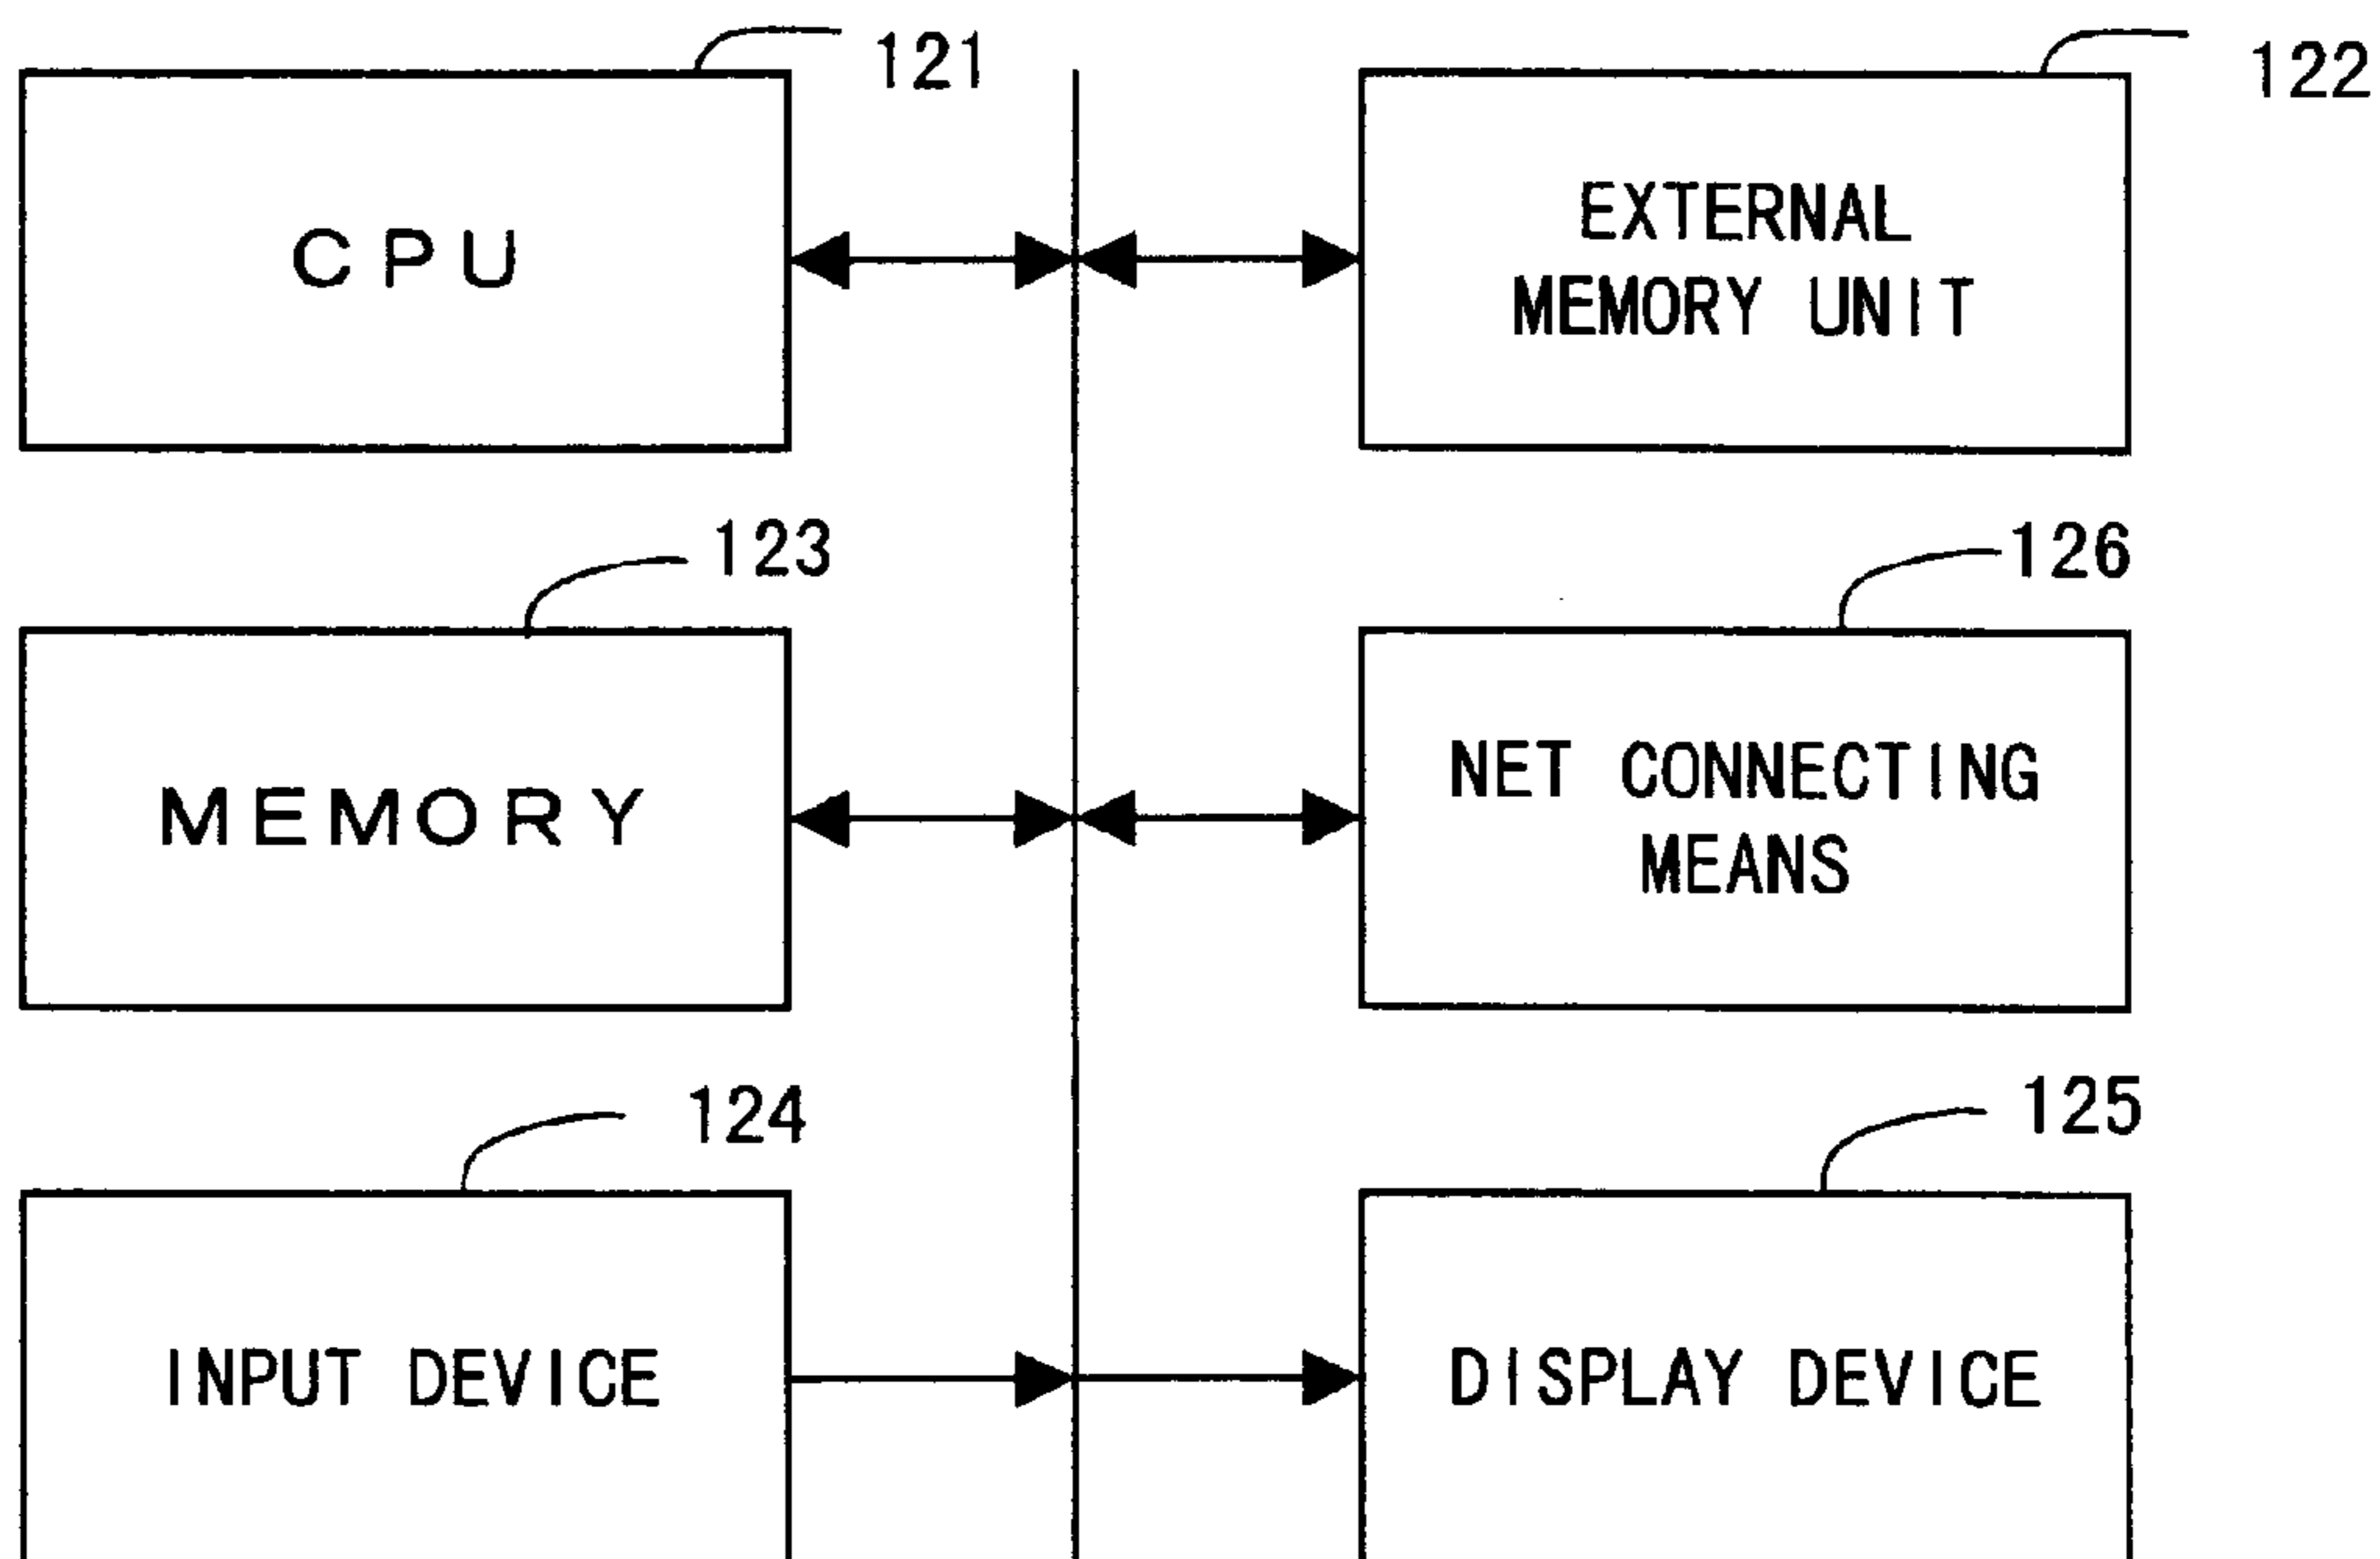 121
122
CPU
EXTERNAL
MEMORY UNIT
123
126
MEMORY
NET CONNECTING
MEANS
124
125
INPUT DEVICE
DISPLAY DEVICE